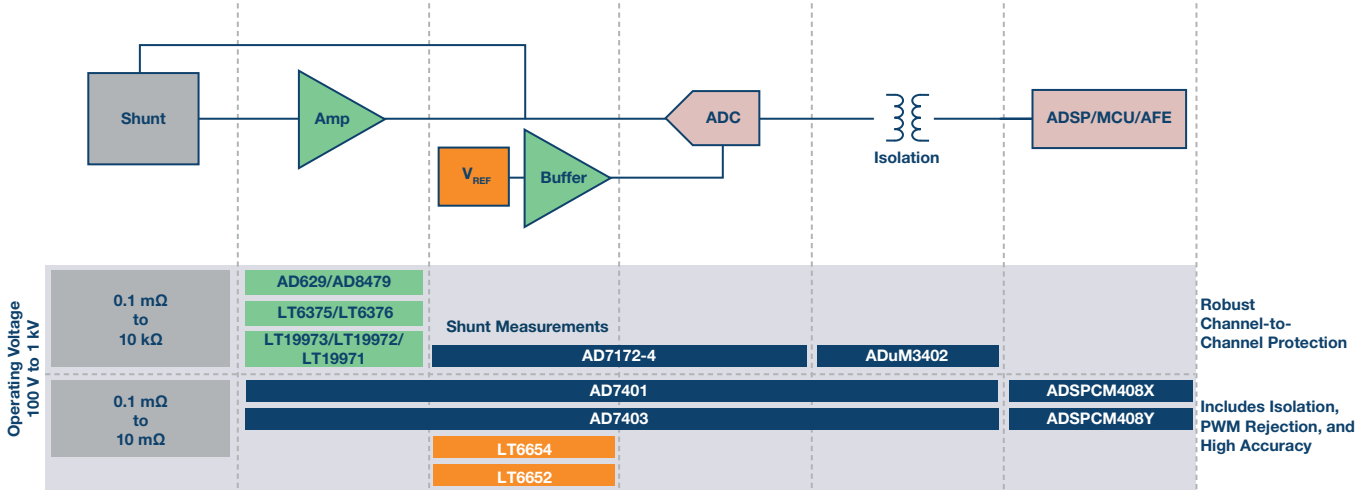 Shunt
Amp
ADC
ADSP/MCU/AFE
Isolation
VREF
Buffer
Operating Voltage
100 V to 1 kV
0.1 mΩ
to
10 kΩ
AD629/AD8479
LT6375/LT6376
LT19973/LT19972/
LT19971
Shunt Measurements
AD7172-4
ADuM3402
Robust
Channel-to-
Channel Protection
0.1 mΩ
to
10 mΩ
AD7401
ADSPCM408X
AD7403
ADSPCM408Y
LT6654
LT6652
Includes Isolation,
PWM Rejection, and
High Accuracy